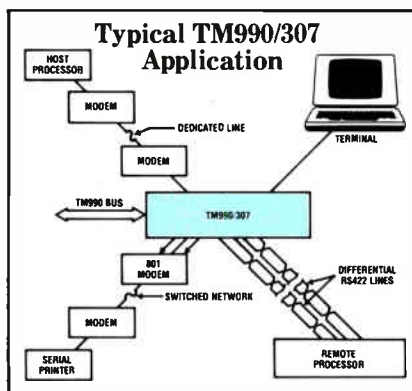 Typical TM990/307
Application
HOST
PROCESSOR
MODEM
DEDICATED LINE
MODEM
TERMINAL
TM990 BUS
TM990/307
801
MODEM
DIFFERENTIAL
RS422 LINES
SWITCHED NETWORK
MODEM
SERIAL
PRINTER
REMOTE
PROCESSOR